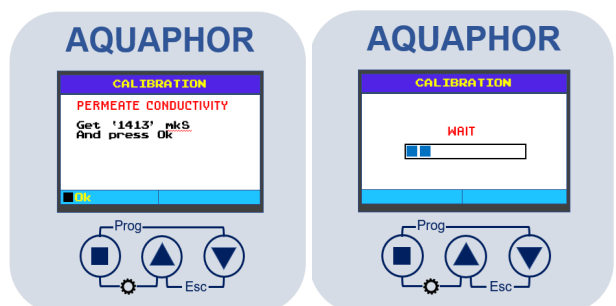 AQUAPHOR
CALIBRATION
PERMEATE CONDUCTIVITY
Get '1413' mkS
And press Ok
Ok
Prog
Esc
AQUAPHOR
CALIBRATION
WAIT
Prog
Esc